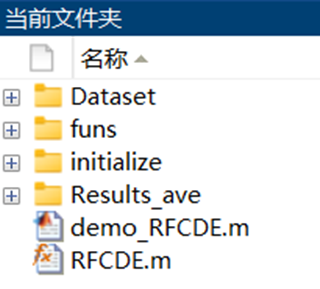 当前文件夹
名称
Dataset
funs
initialize
Results_ave
demo_RFCDE.m
RFCDE.m